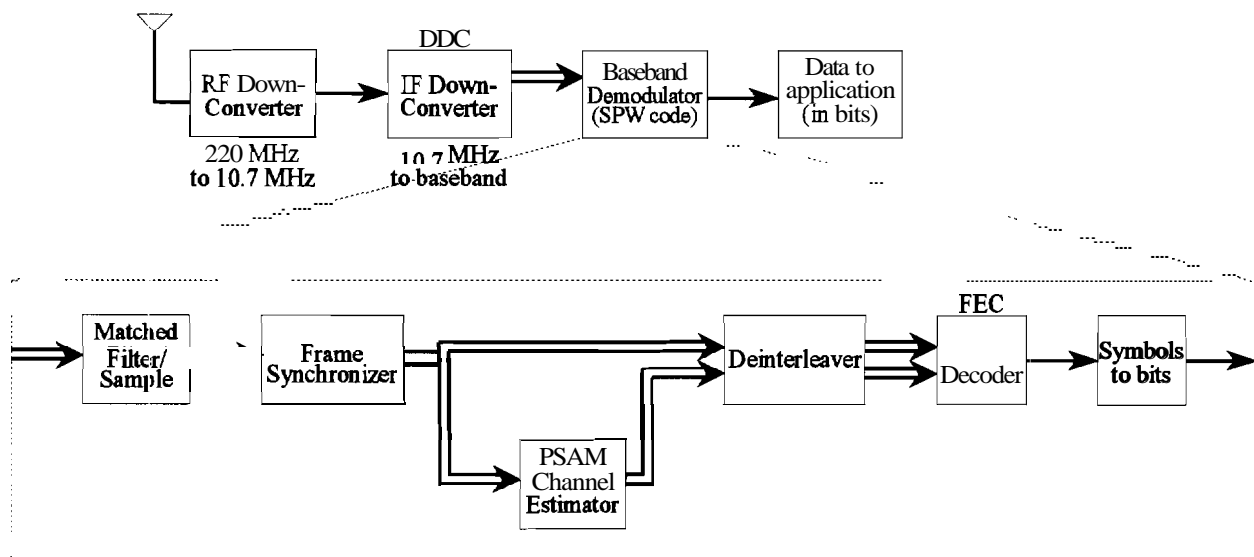 DDC
RF Down-
Converter
IF Down-
Converter
Baseband
Demodulator
(SPW code)
Data to
application
(in bits)
220 MHz
to 10.7 MHz
10.7 MHz
to baseband
Matched
Filter/
Sample
Frame
Synchronizer
PSAM
Channel
Estimator
Deinterleaver
FEC
Decoder
Symbols
to bits